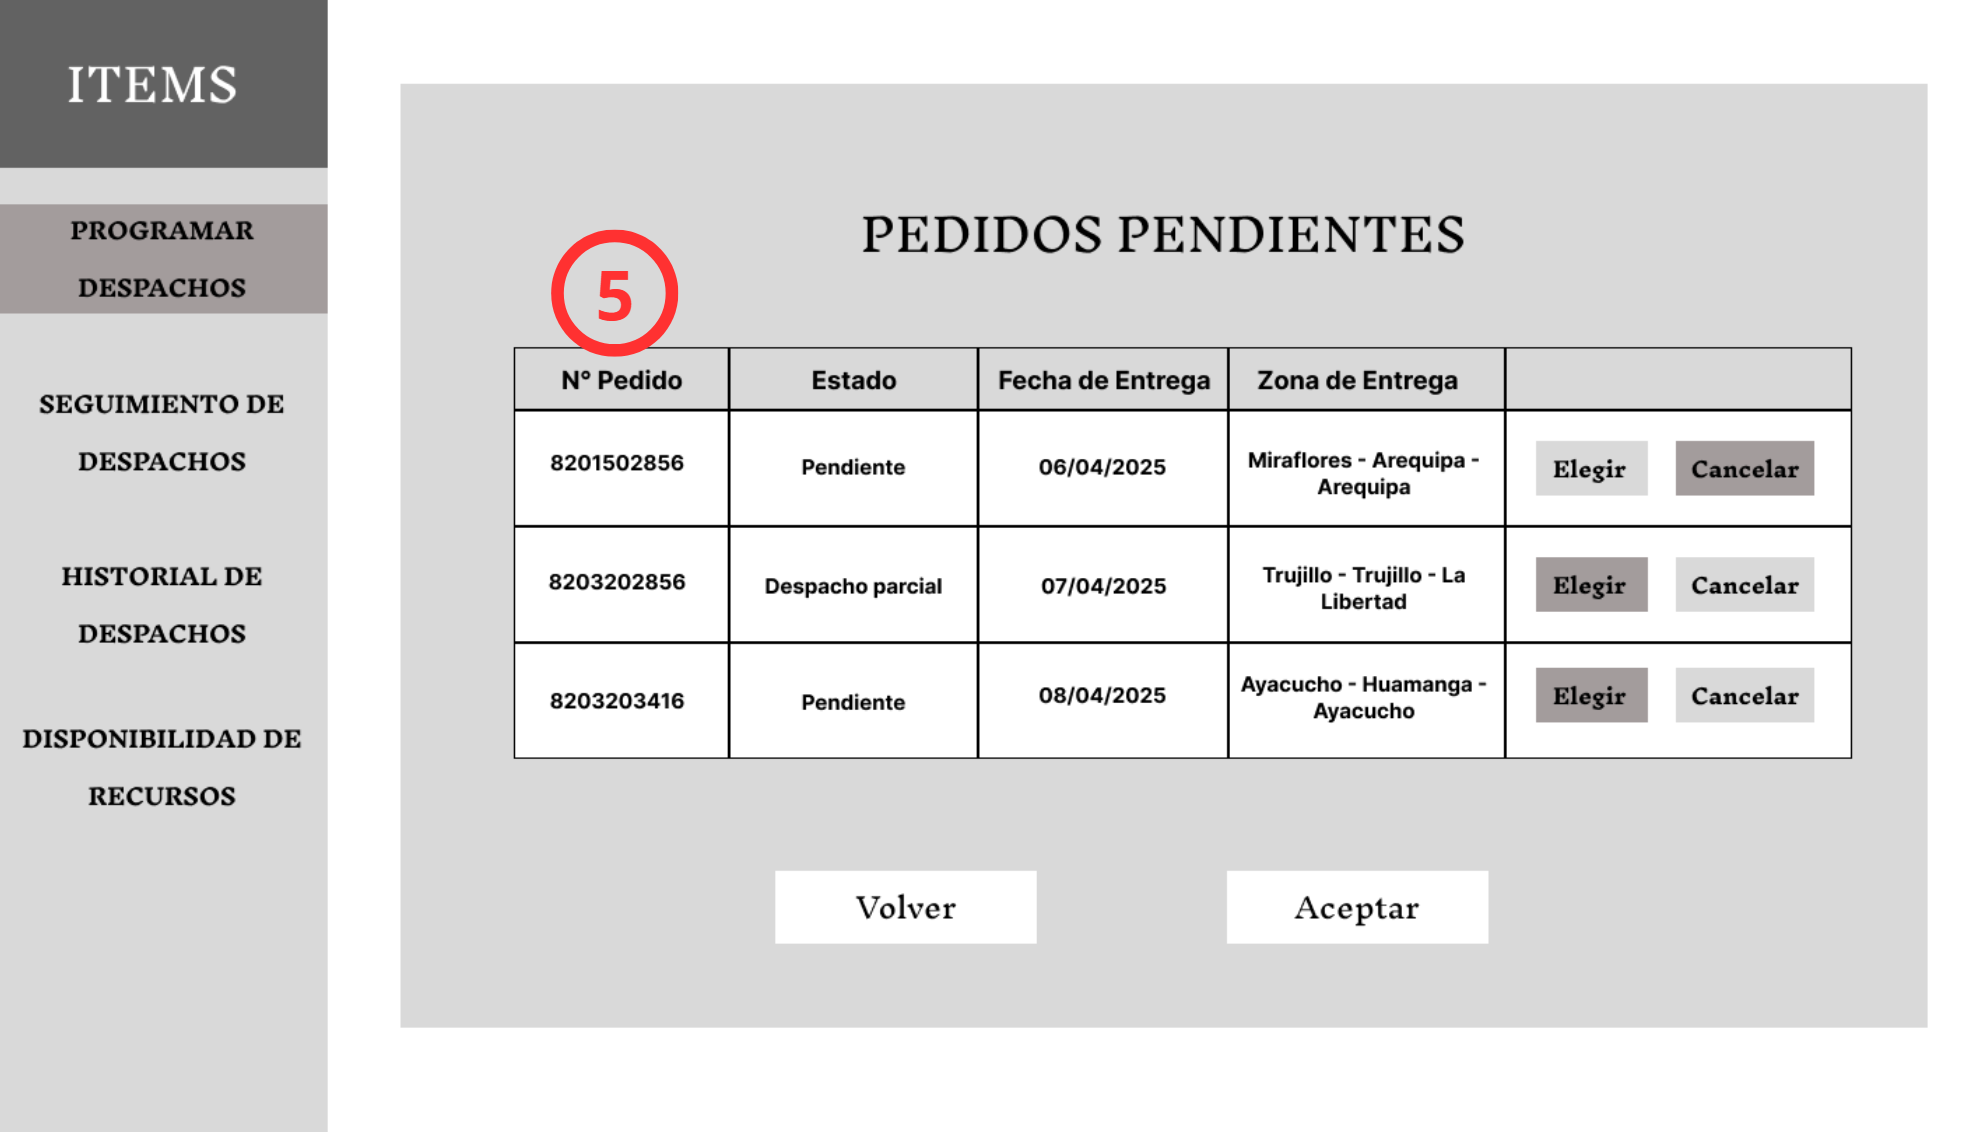 ITEMS
PROGRAMAR
DESPACHOS
SEGUIMIENTO DE
DESPACHOS
HISTORIAL DE
DESPACHOS
DISPONIBILIDAD DE
RECURSOS
PEDIDOS PENDIENTES
5
N° Pedido Estado Fecha de Entrega Zona de Entrega
8201502856 Pendiente 06/04/2025 Miraflores - Arequipa -
Arequipa
Elegir Cancelar
8203202856 Despacho parcial 07/04/2025 Trujillo - Trujillo - La
Libertad
Elegir Cancelar
8203203416 Pendiente 08/04/2025 Ayacucho - Huamanga -
Ayacucho
Elegir Cancelar
Volver Aceptar